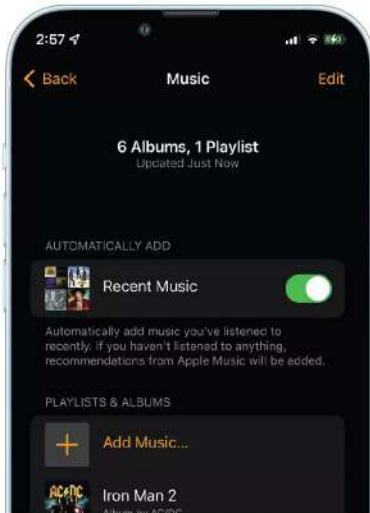 2:57
Back
Music
Edit
6 Albums, 1 Playlist
Updated Just Now
AUTOMATICALLY ADD
Recent Music
Automatically add music you've listened to
recently. If you haven't listened to anything,
recommendations from Apple Music will be added.
PLAYLISTS & ALBUMS
Add Music...
AC/DC
Iron Man 2
Album by AC/DC